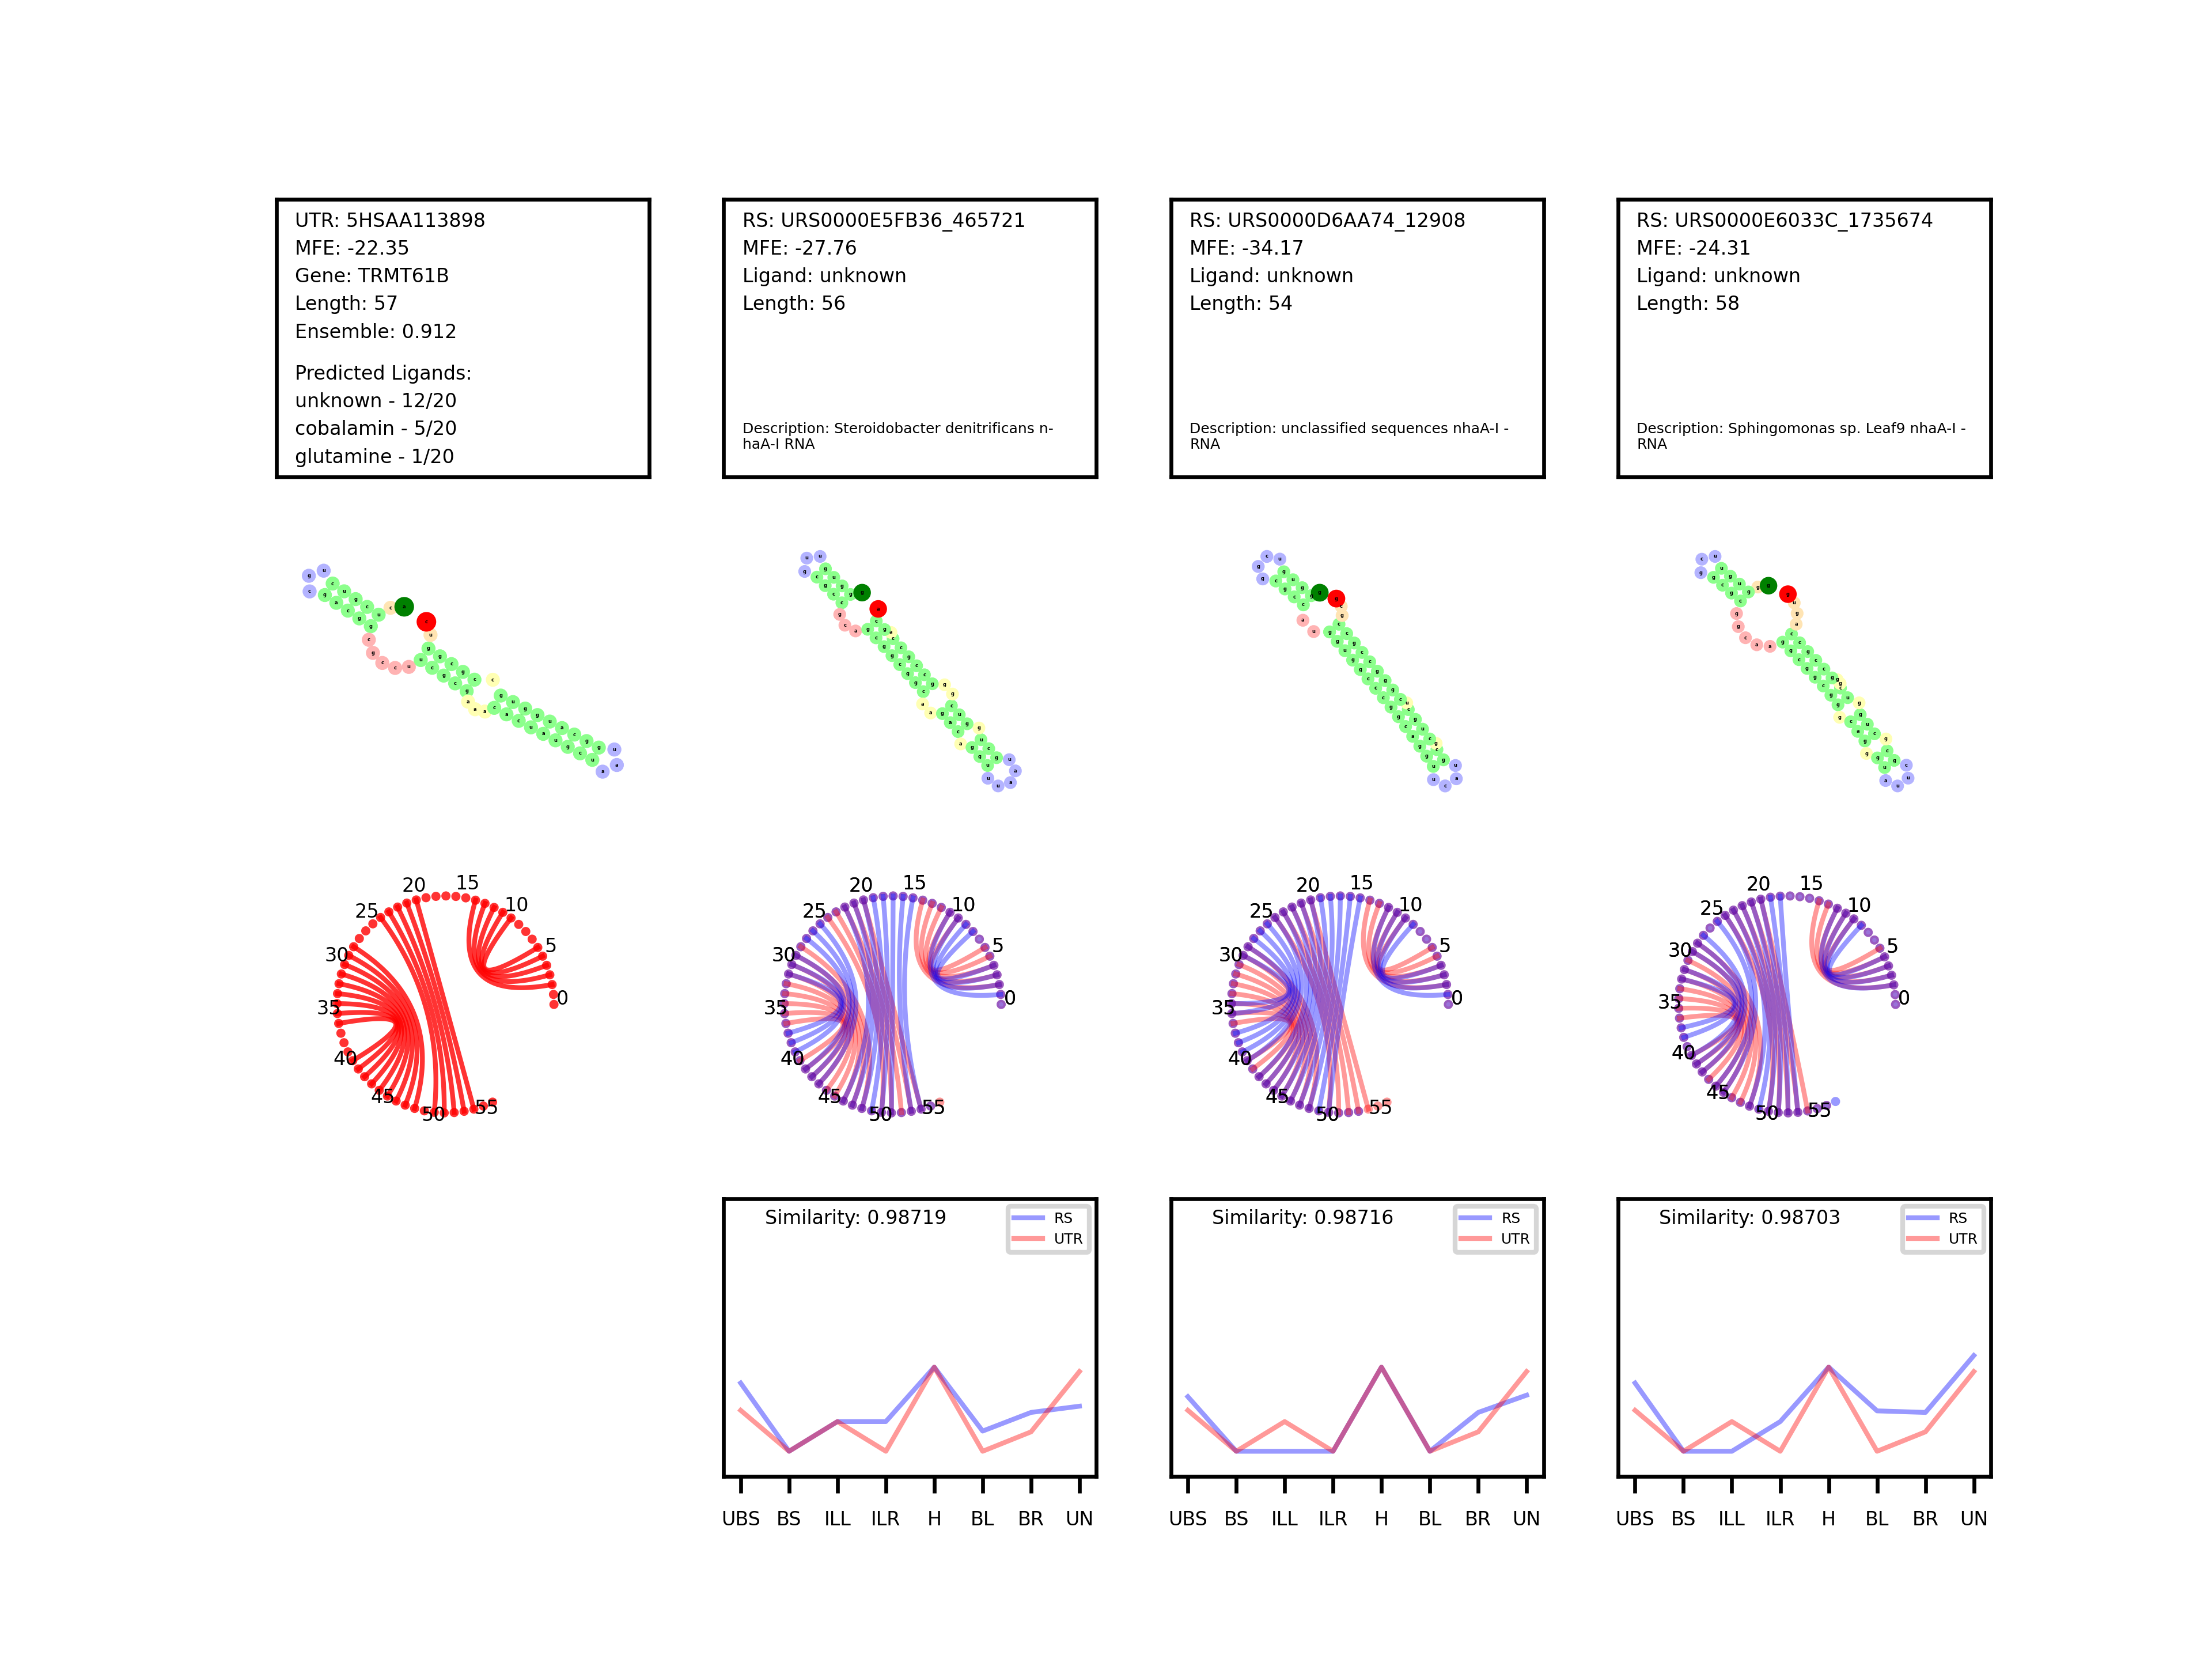 UTR: 5HSAA113898
MFE: -22.35
Gene: TRMT61B
Length: 57
Ensemble: 0.912
Predicted Ligands:
unknown - 12/20
cobalamin - 5/20
glutamine - 1/20
RS: URS0000E5FB36_465721
MFE: -27.76
Ligand: unknown
Length: 56
Description: Steroidobacter denitrificans n-
haA-I RNA
RS: URS0000D6AA74_12908
MFE: -34.17
Ligand: unknown
Length: 54
Description: unclassified sequences nhaA-I -
RNA
RS: URS0000E6033C_1735674
MFE: -24.31
Ligand: unknown
Length: 58
Description: Sphingomonas sp. Leaf9 nhaA-I -
RNA
0 5 10 15 20 25 30 35 40 45 50 55
0 5 10 15 20 25 30 35 40 45 50 55
0 5 10 15 20 25 30 35 40 45 50 55
0 5 10 15 20 25 30 35 40 45 50 55
Similarity: 0.98719
RS
UTR
UBS BS ILL ILR H BL BR UN
Similarity: 0.98716
RS
UTR
UBS BS ILL ILR H BL BR UN
Similarity: 0.98703
RS
UTR
UBS BS ILL ILR H BL BR UN